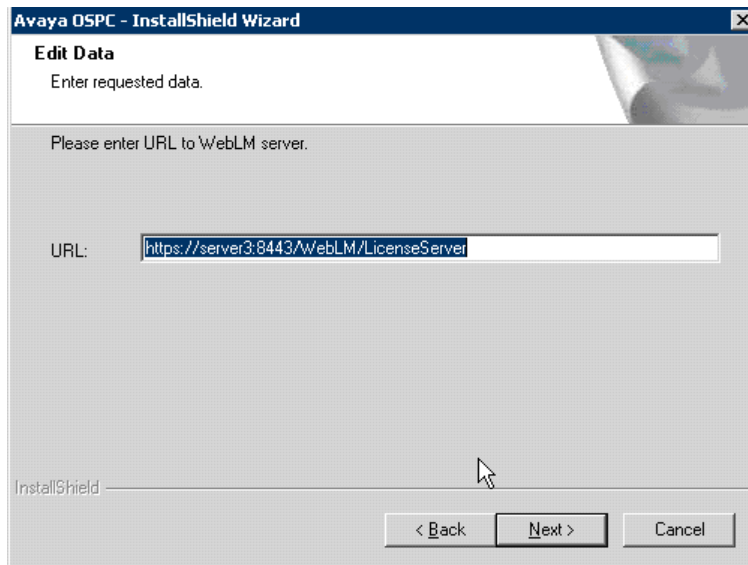 Avaya OSPC - InstallShield Wizard
Edit Data
Enter requested data.
Please enter URL to WebLM server.
URL: https://server3:8443/WebLM/LicenseServer
InstallShield
< Back Next > Cancel